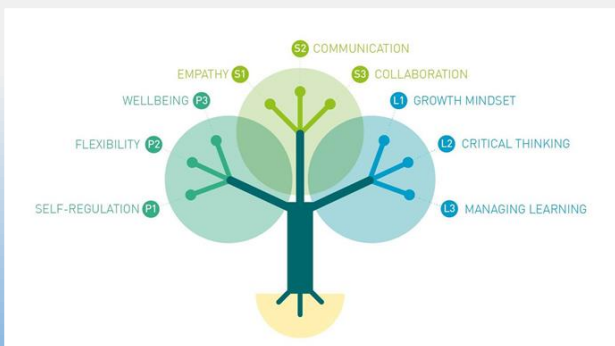 S2 COMMUNICATION
EMPATHY S1
S3 COLLABORATION
WELLBEING P3
L1 GROWTH MINDSET
FLEXIBILITY P2
L2 CRITICAL THINKING
SELF-REGULATION P1
L3 MANAGING LEARNING